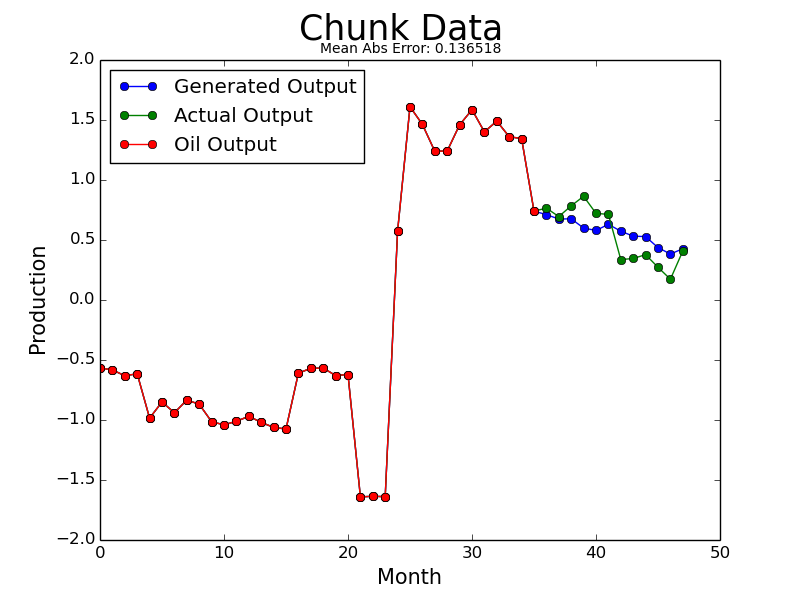 Chunk Data
Mean Abs Error: 0.136518
Generated Output
Actual Output
Oil Output
2.0
1.5
1.0
0.5
0.0
−0.5
−1.0
−1.5
−2.0
Production
0 10 20 30 40 50
Month